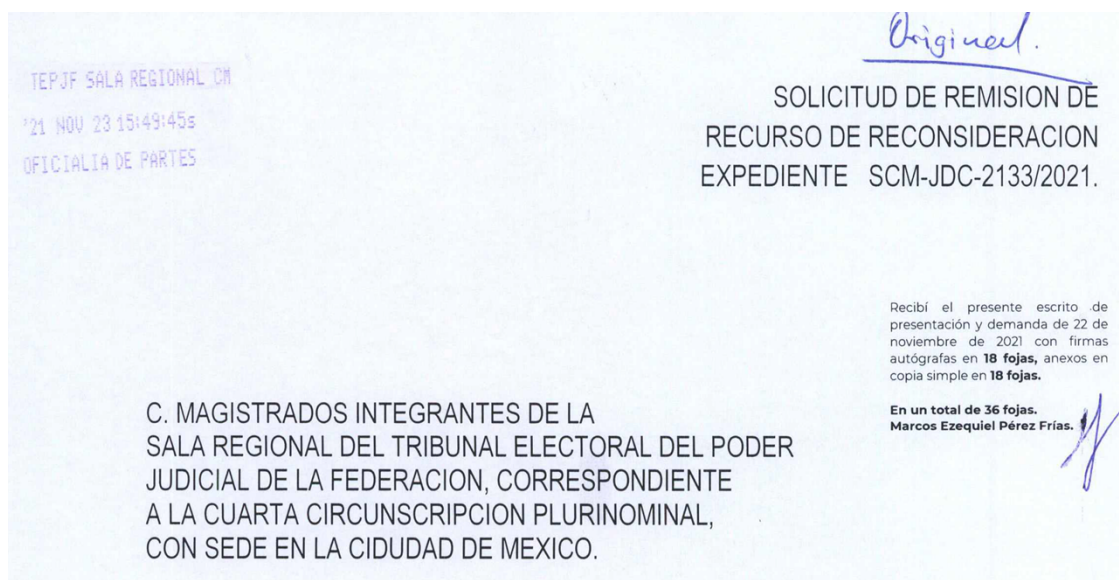 Original.
TEPJF SALA REGIONAL CM
'21 NOV 23 15:49:45s
OFICIALIA DE PARTES
SOLICITUD DE REMISION DE
RECURSO DE RECONSIDERACION
EXPEDIENTE SCM-JDC-2133/2021.
Recibí el presente escrito de
presentación y demanda de 22 de
noviembre de 2021 con firmas
autógrafas en 18 fojas, anexos en
copia simple en 18 fojas.
En un total de 36 fojas.
Marcos Ezequiel Pérez Frías.
C. MAGISTRADOS INTEGRANTES DE LA
SALA REGIONAL DEL TRIBUNAL ELECTORAL DEL PODER
JUDICIAL DE LA FEDERACION, CORRESPONDIENTE
A LA CUARTA CIRCUNSCRIPCION PLURINOMINAL,
CON SEDE EN LA CIDUDAD DE MEXICO.